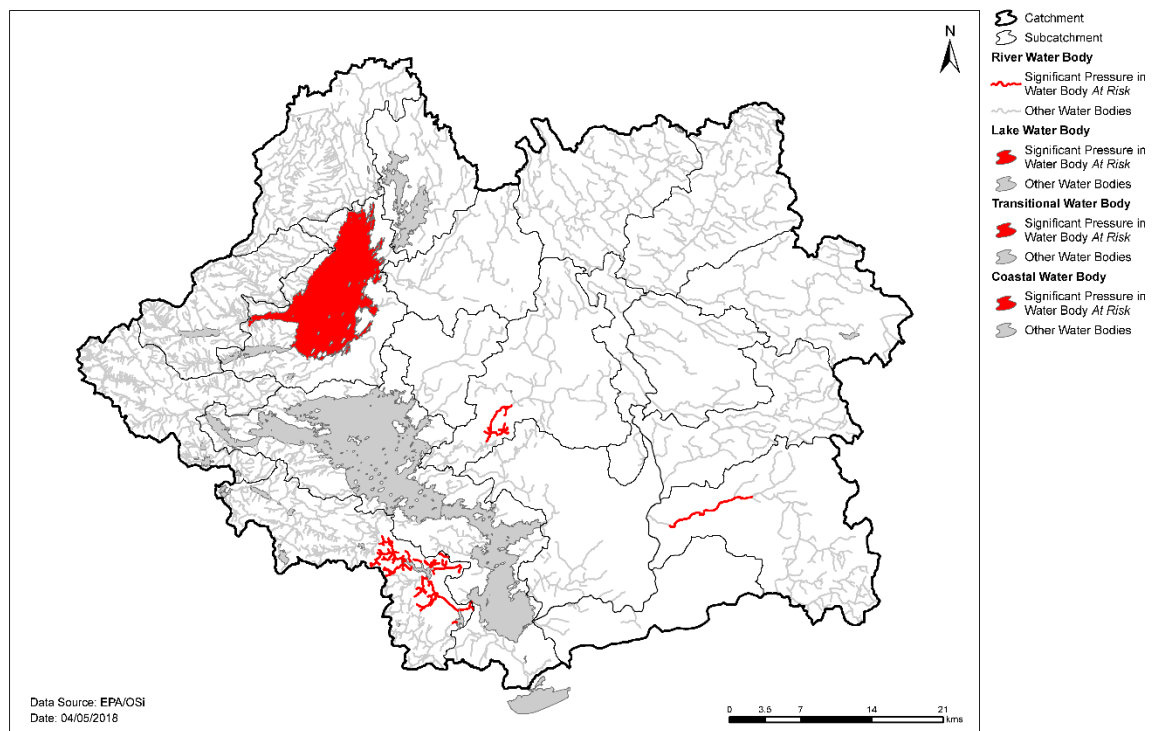 N
Catchment
Subcatchment
River Water Body
Significant Pressure in
Water Body At Risk
Other Water Bodies
Lake Water Body
Significant Pressure in
Water Body At Risk
Other Water Bodies
Transitional Water Body
Significant Pressure in
Water Body At Risk
Other Water Bodies
Coastal Water Body
Significant Pressure in
Water Body At Risk
Other Water Bodies
Data Source: EPA/OSi
Date: 04/05/2018
0 3.5 7 14 21
kms